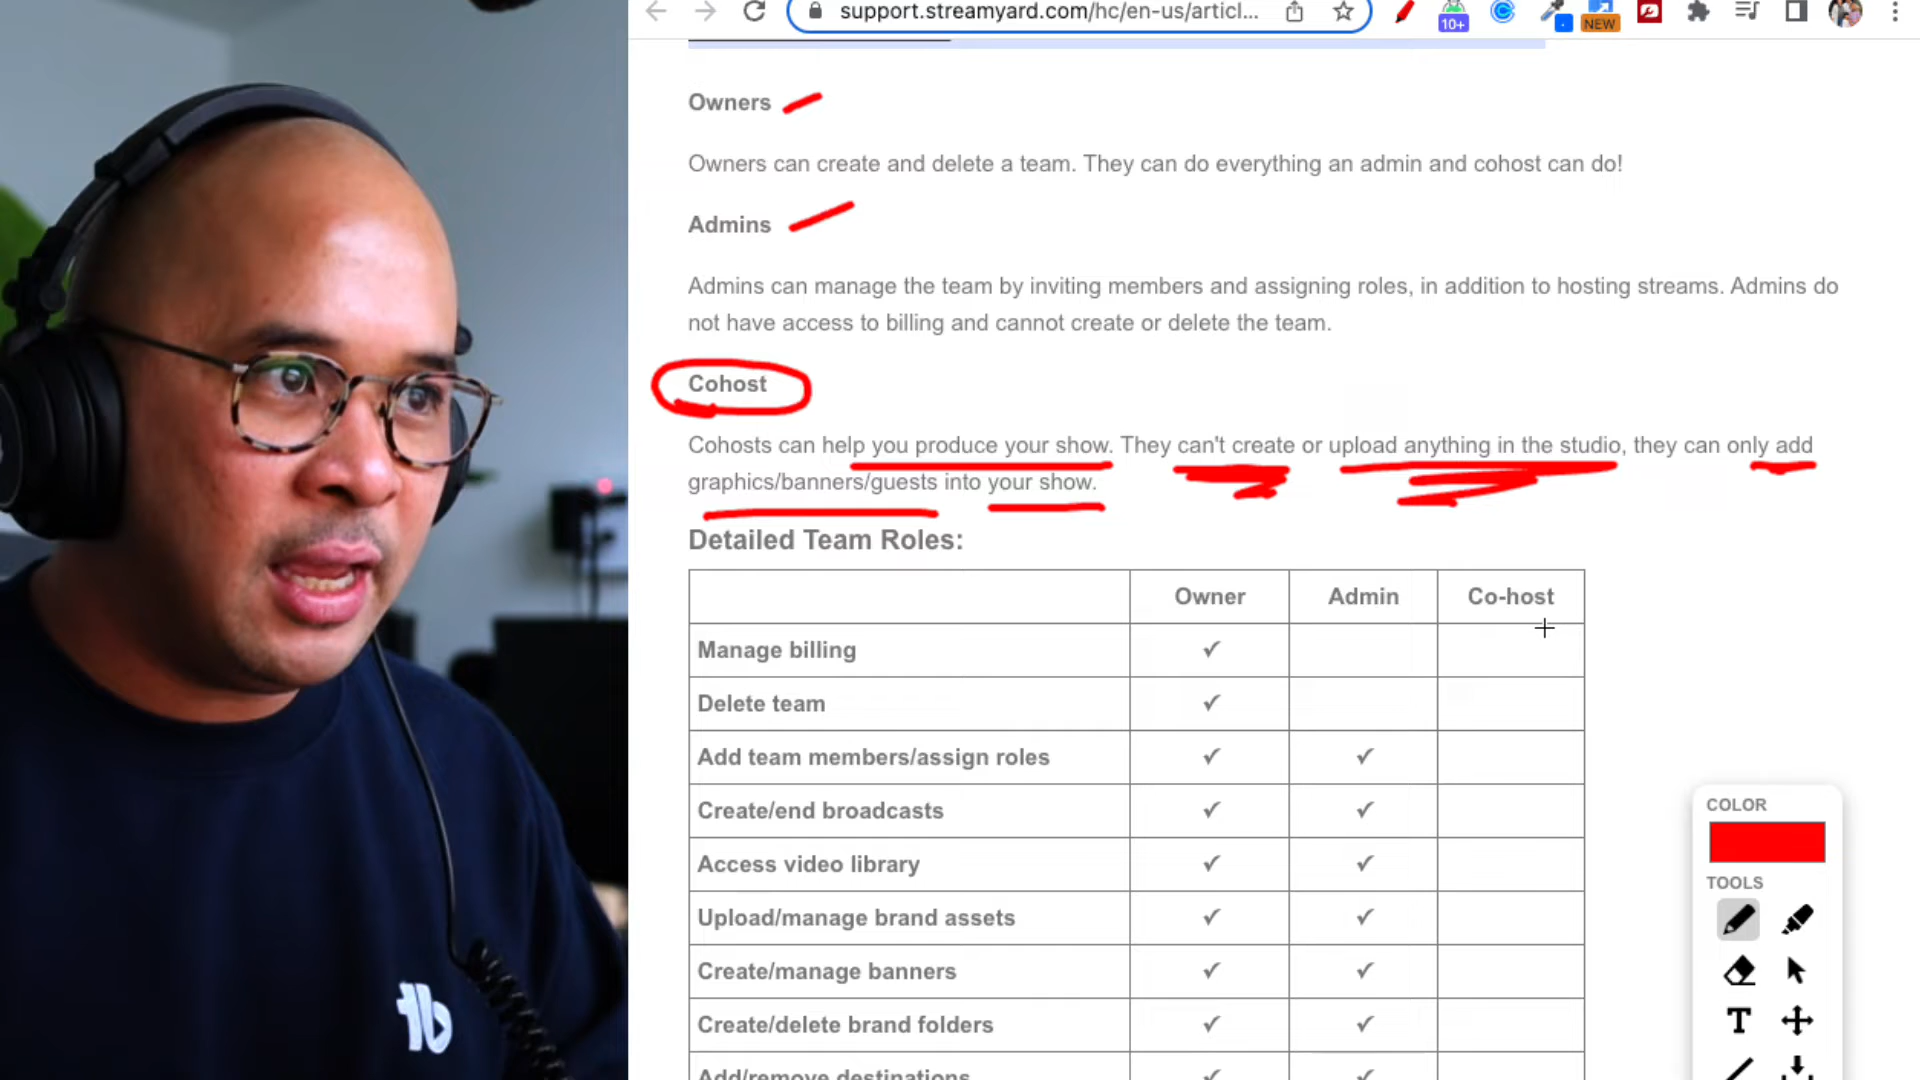 support.streamyard.com/hc/en-us/articl...
10+
NEW
Owners
Owners can create and delete a team. They can do everything an admin and cohost can do!
Admins
Admins can manage the team by inviting members and assigning roles, in addition to hosting streams. Admins do
not have access to billing and cannot create or delete the team.
Cohost
Cohosts can help you produce your show. They can't create or upload anything in the studio, they can only add
graphics/banners/guests into your show.
Detailed Team Roles:
Owner Admin Co-host
Manage billing ✓
Delete team ✓
Add team members/assign roles ✓ ✓
Create/end broadcasts ✓ ✓
Access video library ✓ ✓
Upload/manage brand assets ✓ ✓
Create/manage banners ✓ ✓
Create/delete brand folders ✓ ✓
Add/remove destinations ✓ ✓
COLOR
TOOLS
T